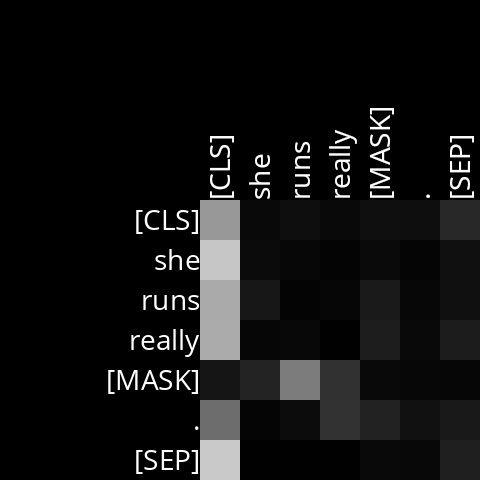 [CLS] she runs really [MASK] . [SEP]
[CLS]
she
runs
really
[MASK]
.
[SEP]